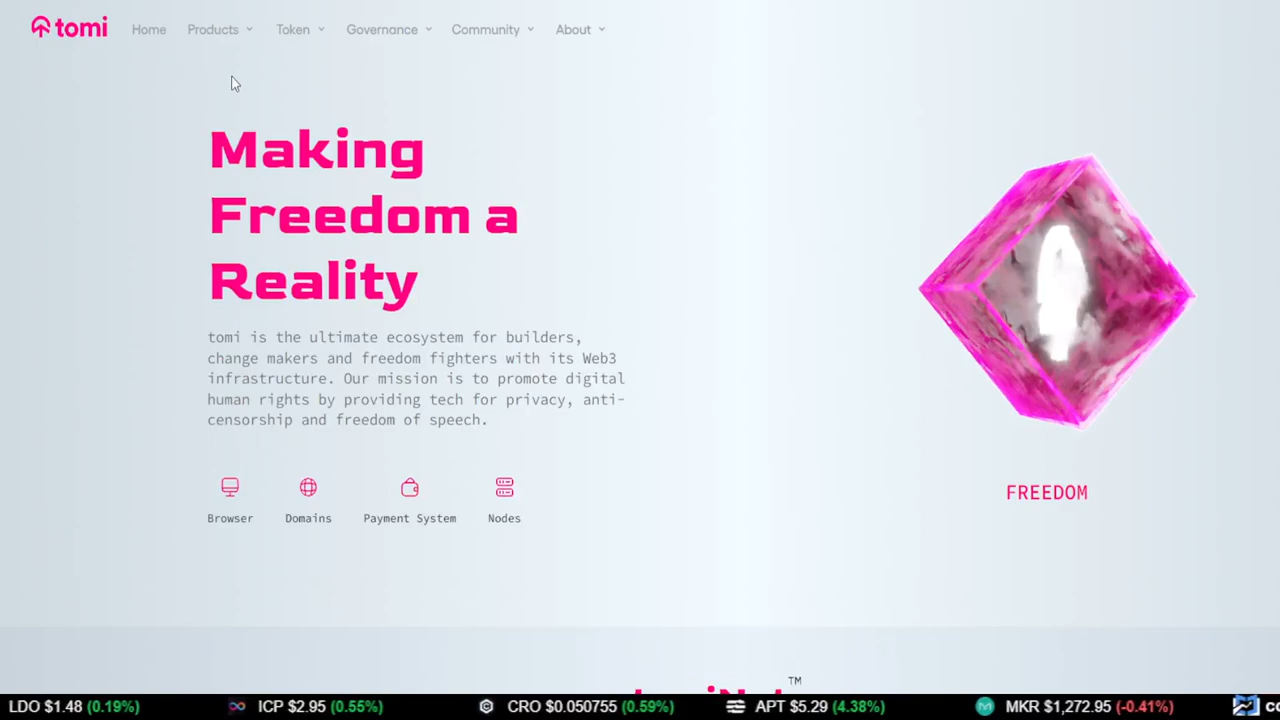 tomi Home Products Token Governance Community About
Making
Freedom a
Reality
tomi is the ultimate ecosystem for builders,
change makers and freedom fighters with its Web3
infrastructure. Our mission is to promote digital
human rights by providing tech for privacy, anti-
censorship and freedom of speech.
Browser Domains Payment System Nodes
FREEDOM
TM
LDO $1.48 (0.19%) ICP $2.95 (0.55%) CRO $0.050755 (0.59%) APT $5.29 (4.38%) MKR $1,272.95 (-0.41%)